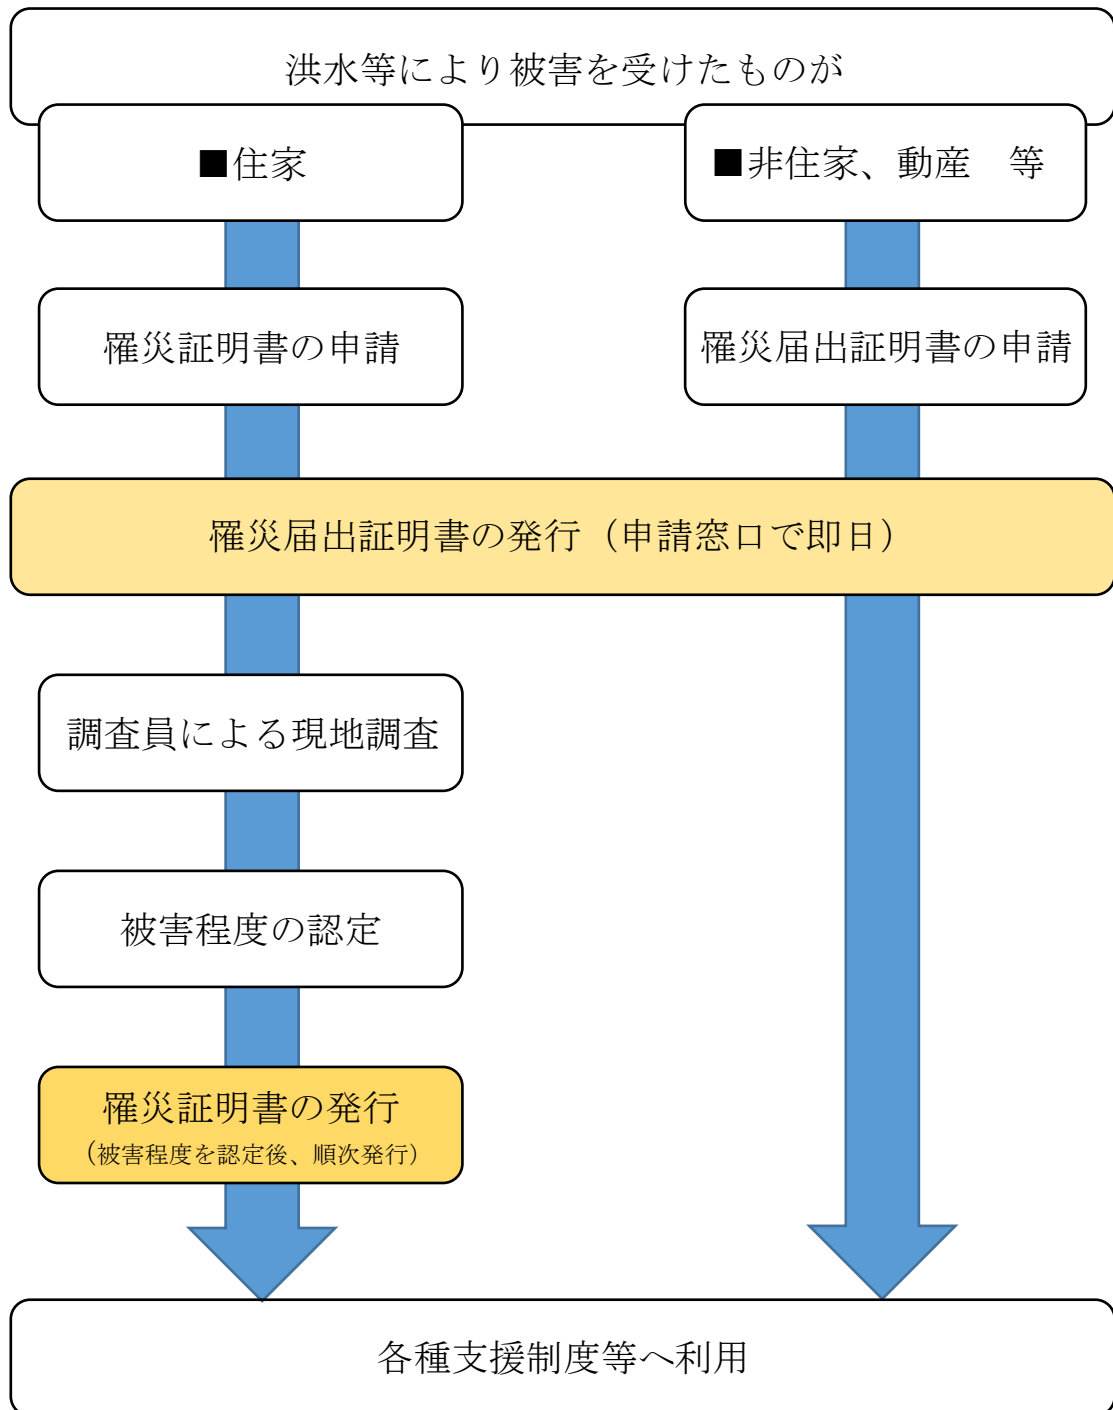 洪水等により被害を受けたものが
■住家
■非住家、動産　等
罹災証明書の申請
罹災届出証明書の申請
罹災届出証明書の発行（申請窓口で即日）
調査員による現地調査
被害程度の認定
罹災証明書の発行
（被害程度を認定後、順次発行）
各種支援制度等へ利用